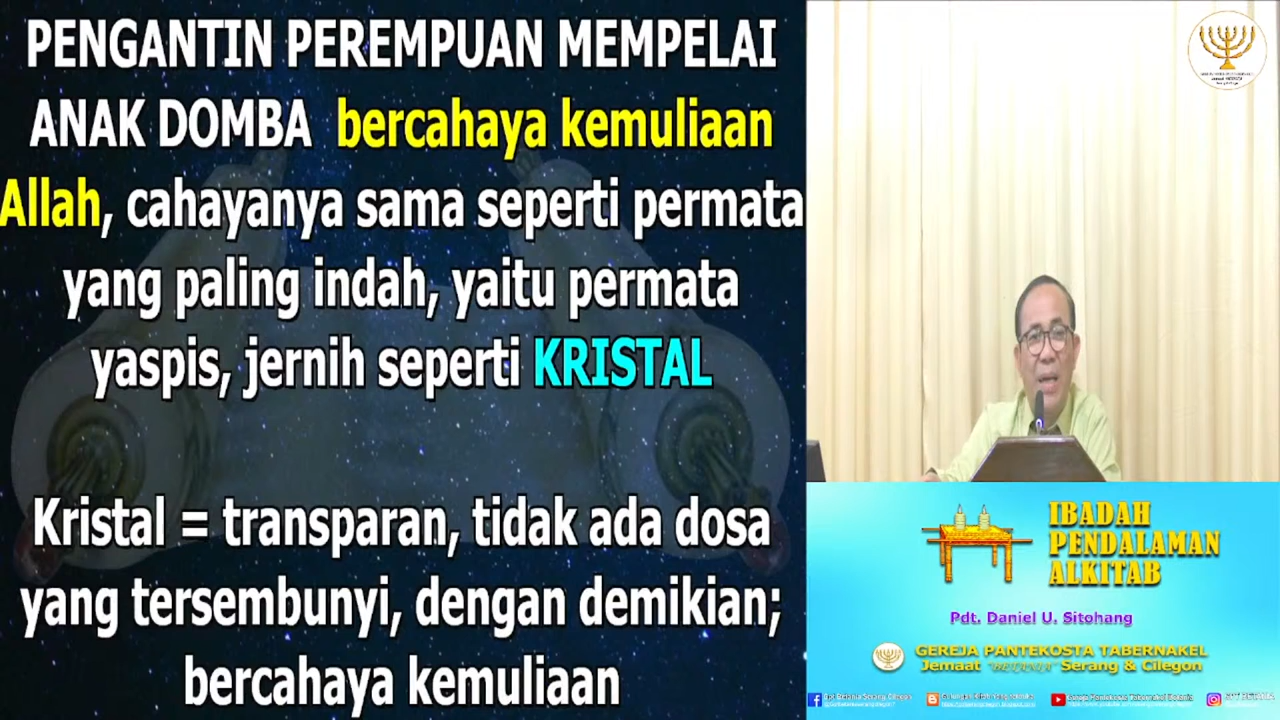 PENGANTIN PEREMPUAN MEMPELAI
ANAK DOMBA bercahaya kemuliaan
Allah, cahayanya sama seperti permata
yang paling indah, yaitu permata
yaspis, jernih seperti KRISTAL
Kristal = transparan, tidak ada dosa
yang tersembunyi, dengan demikian;
bercahaya kemuliaan
IBADAH
PENDALAMAN
ALKITAB
Pdt. Daniel U. Sitohang
GEREJA PANTEKOSTA TABERNAKEL
Jemaat "BETANIA" Serang & Cilegon